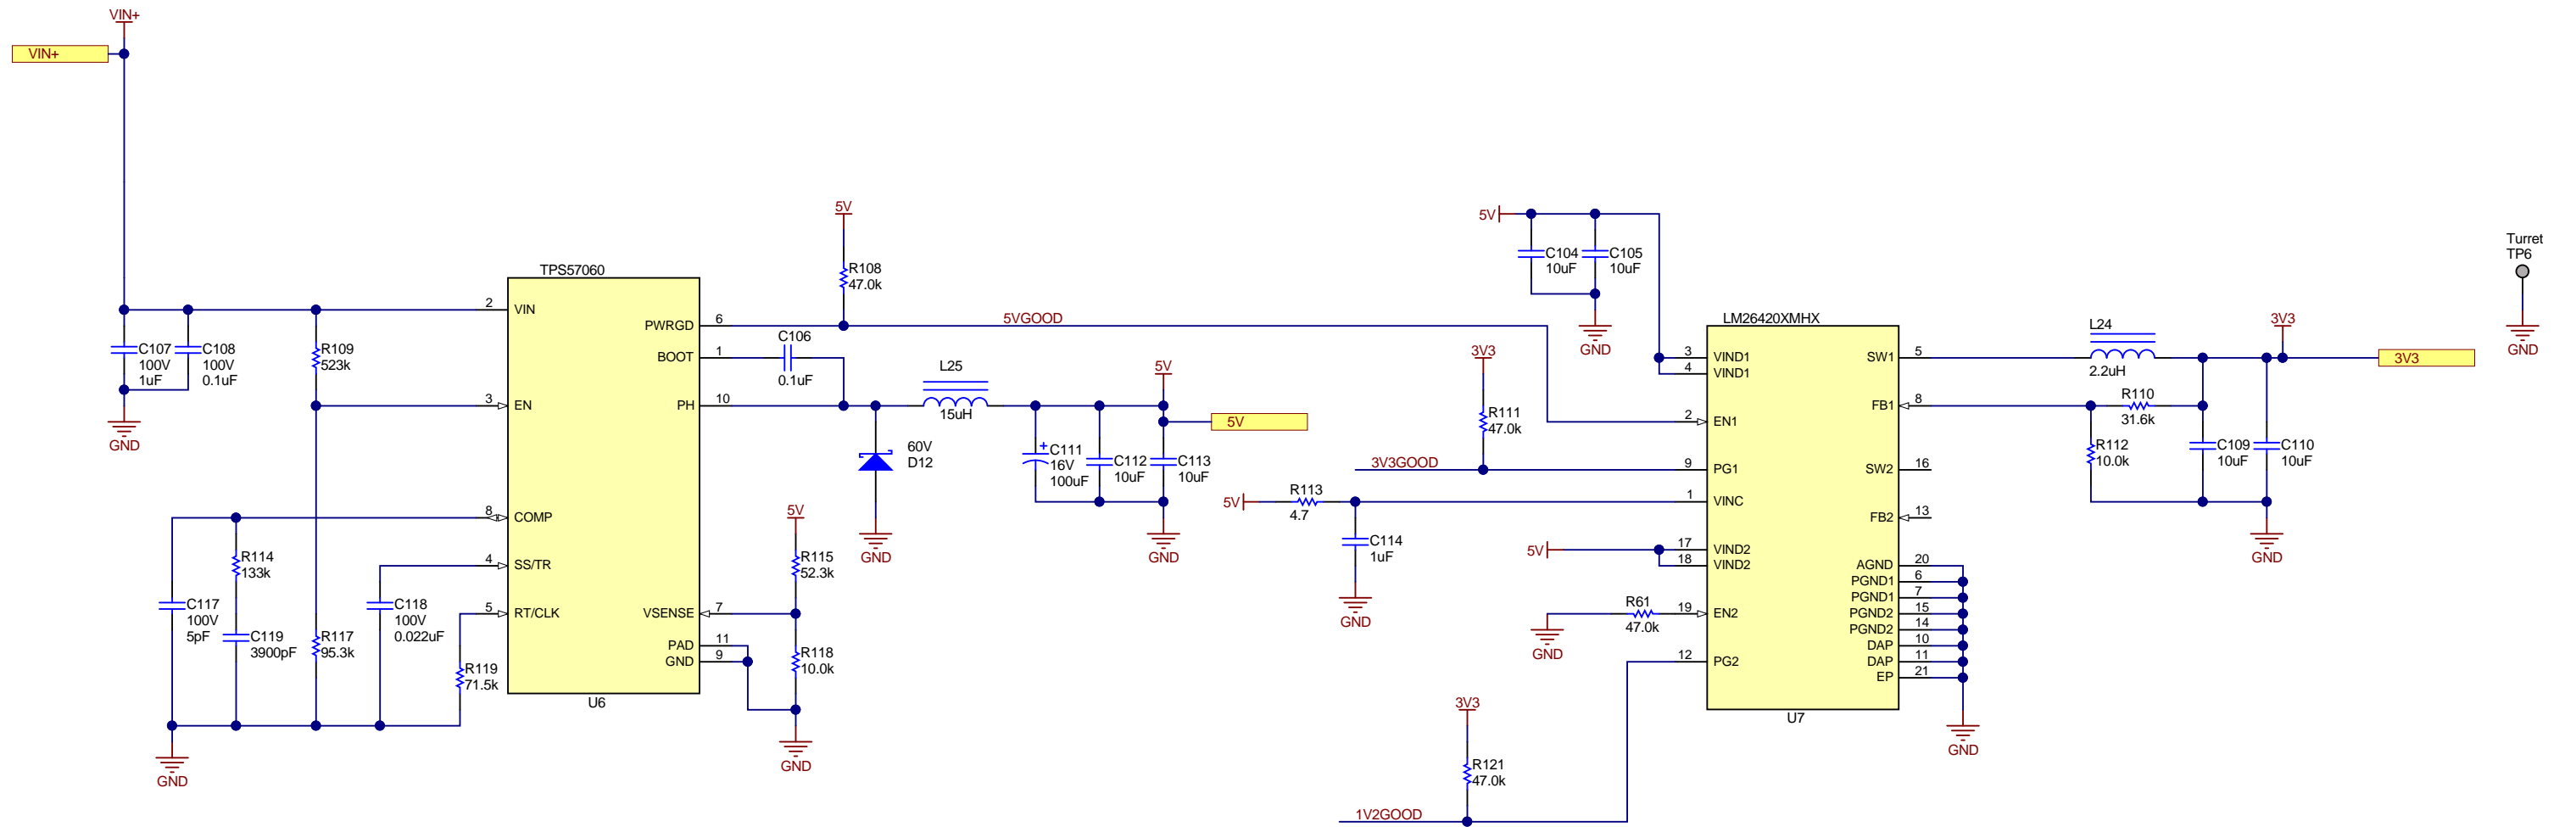 VIN+
VIN+
C107
100V
1uF
C108
100V
0.1uF
GND
R109
523k
TPS57060
2
VIN
3
EN
8
COMP
4
SS/TR
5
RT/CLK
PWRGD
6
BOOT
1
PH
10
VSENSE
7
PAD
11
GND
9
U6
C117
100V
5pF
R114
133k
C119
3900pF
R117
95.3k
C118
100V
0.022uF
R119
71.5k
GND
5V
R108
47.0k
5VGOOD
C106
0.1uF
L25
15uH
60V
D12
GND
C111
+
16V
100uF
C112
10uF
C113
10uF
5V
5V
GND
5V
R115
52.3k
R118
10.0k
GND
5V
C104
10uF
C105
10uF
GND
3V3
R111
47.0k
3V3GOOD
5V
R113
4.7
C114
1uF
GND
5V
R61
47.0k
GND
3V3
R121
47.0k
1V2GOOD
LM26420XMHX
3
VIND1
4
VIND1
2
EN1
9
PG1
1
VINC
17
VIND2
18
VIND2
19
EN2
12
PG2
SW1
5
FB1
8
SW2
16
FB2
13
AGND
20
PGND1
6
PGND1
7
PGND2
15
PGND2
14
DAP
10
DAP
11
EP
21
U7
GND
L24
2.2uH
R110
31.6k
R112
10.0k
C109
10uF
C110
10uF
GND
3V3
3V3
Turret
TP6
GND